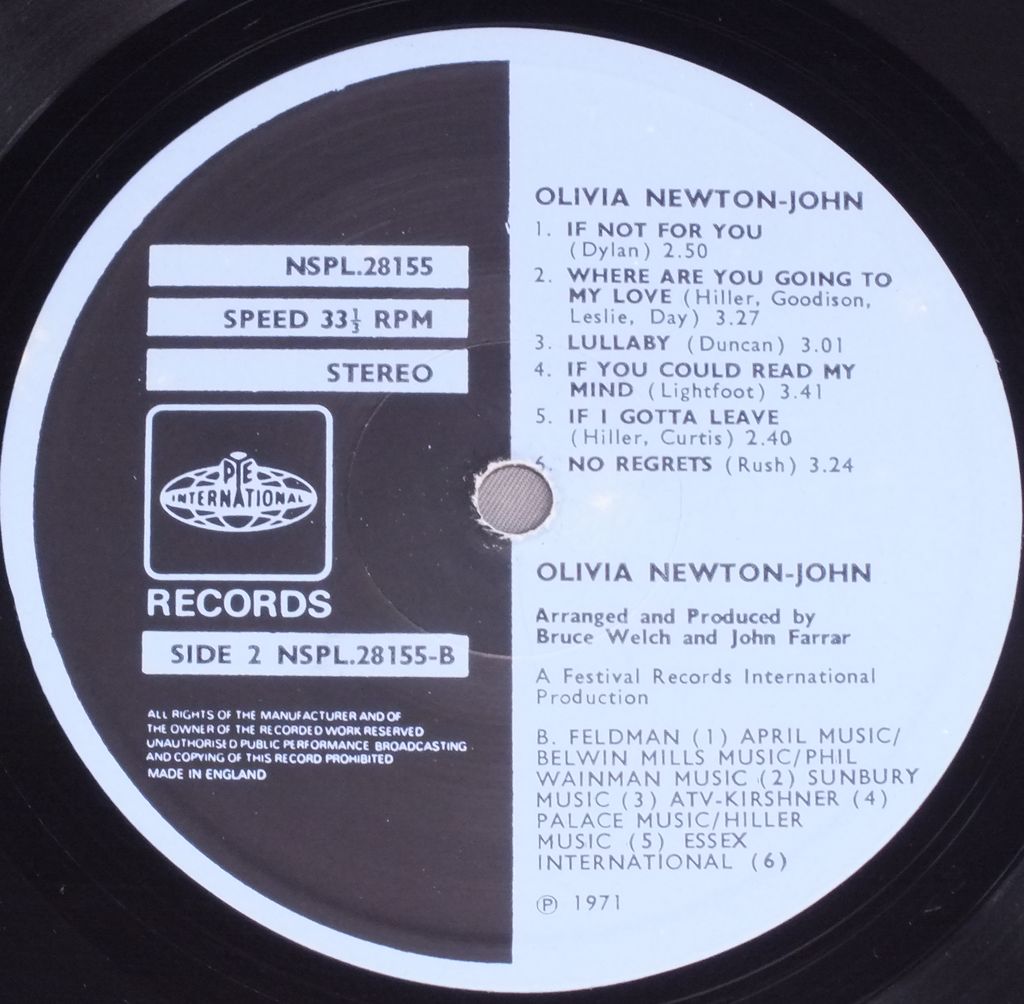 NSPL.28155
SPEED 33⅓ RPM
STEREO
PYE
INTERNATIONAL
RECORDS
SIDE 2 NSPL.28155-B
ALL RIGHTS OF THE MANUFACTURER AND OF
THE OWNER OF THE RECORDED WORK RESERVED
UNAUTHORISED PUBLIC PERFORMANCE BROADCASTING
AND COPYING OF THIS RECORD PROHIBITED
MADE IN ENGLAND
OLIVIA NEWTON-JOHN
1. IF NOT FOR YOU
(Dylan) 2.50
2. WHERE ARE YOU GOING TO
MY LOVE (Hiller, Goodison,
Leslie, Day) 3.27
3. LULLABY (Duncan) 3.01
4. IF YOU COULD READ MY
MIND (Lightfoot) 3.41
5. IF I GOTTA LEAVE
(Hiller, Curtis) 2.40
6. NO REGRETS (Rush) 3.24
OLIVIA NEWTON-JOHN
Arranged and Produced by
Bruce Welch and John Farrar
A Festival Records International
Production
B. FELDMAN (1) APRIL MUSIC/
BELWIN MILLS MUSIC/PHIL
WAINMAN MUSIC (2) SUNBURY
MUSIC (3) ATV-KIRSHNER (4)
PALACE MUSIC/HILLER
MUSIC (5) ESSEX
INTERNATIONAL (6)
℗ 1971